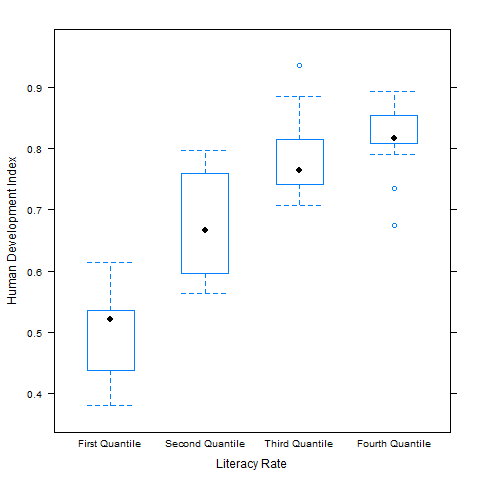 Human Development Index
0.9
0.8
0.7
0.6
0.5
0.4
First Quantile Second Quantile Third Quantile Fourth Quantile
Literacy Rate